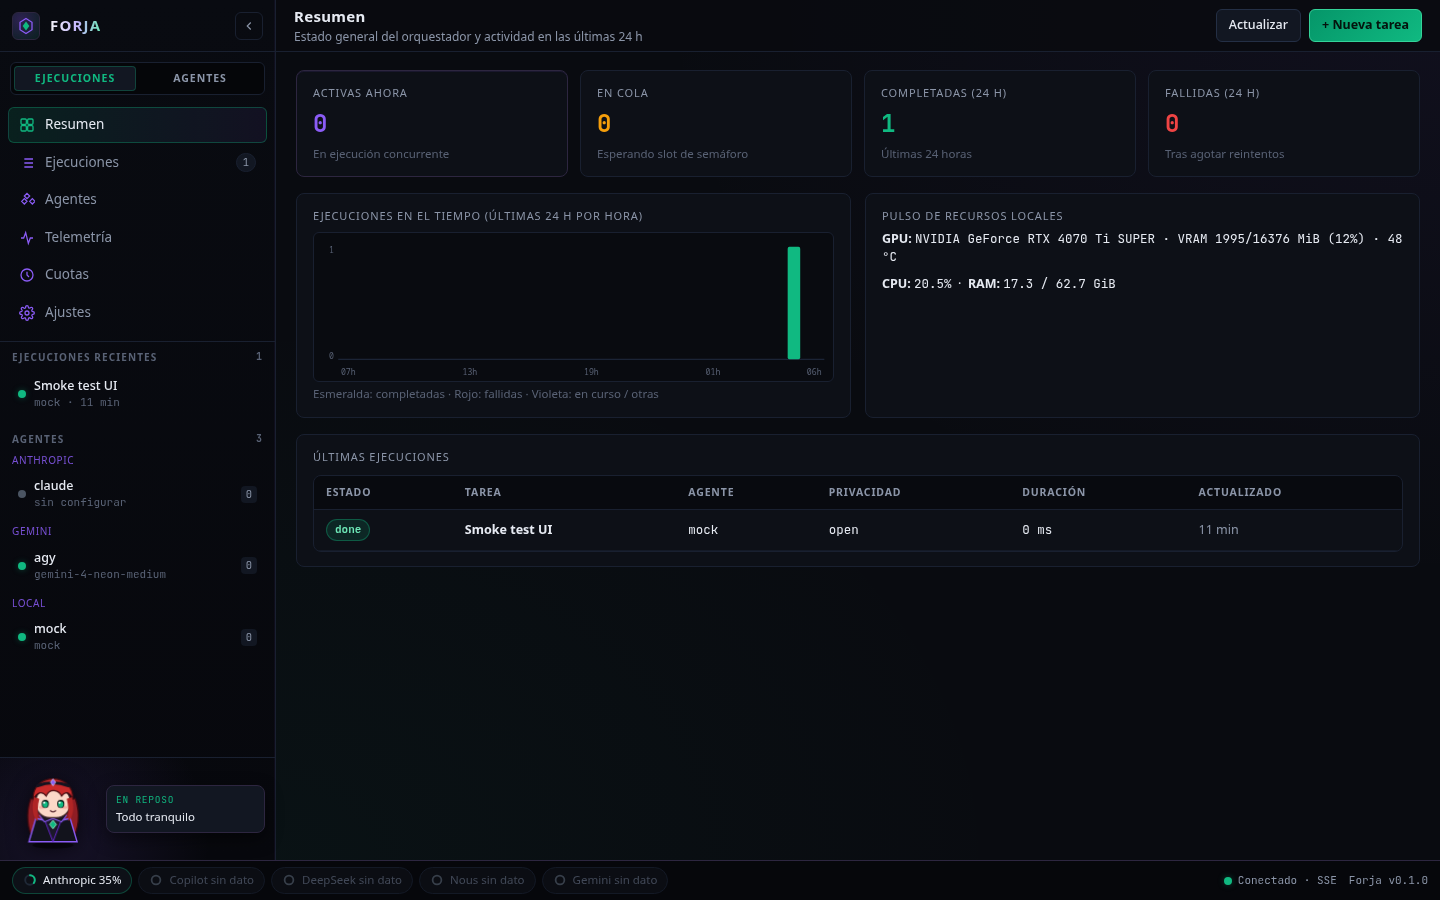 FORJA
EJECUCIONES
AGENTES
Resumen
Ejecuciones
1
Agentes
Telemetría
Cuotas
Ajustes
EJECUCIONES RECIENTES
1
Smoke test UI
mock · 11 min
AGENTES
3
ANTHROPIC
claude
sin configurar
0
GEMINI
agy
gemini-4-neon-medium
0
LOCAL
mock
mock
0
EN REPOSO
Todo tranquilo
Resumen
Estado general del orquestador y actividad en las últimas 24 h
Actualizar
+ Nueva tarea
ACTIVAS AHORA
0
En ejecución concurrente
EN COLA
0
Esperando slot de semáforo
COMPLETADAS (24 H)
1
Últimas 24 horas
FALLIDAS (24 H)
0
Tras agotar reintentos
EJECUCIONES EN EL TIEMPO (ÚLTIMAS 24 H POR HORA)
1
0
07h 13h 19h 01h 06h
Esmeralda: completadas · Rojo: fallidas · Violeta: en curso / otras
PULSO DE RECURSOS LOCALES
GPU: NVIDIA GeForce RTX 4070 Ti SUPER · VRAM 1995/16376 MiB (12%) · 48
°C
CPU: 20.5% · RAM: 17.3 / 62.7 GiB
ÚLTIMAS EJECUCIONES
ESTADO TAREA AGENTE PRIVACIDAD DURACIÓN ACTUALIZADO
done Smoke test UI mock open 0 ms 11 min
Anthropic 35% Copilot sin dato DeepSeek sin dato Nous sin dato Gemini sin dato
Conectado · SSE Forja v0.1.0